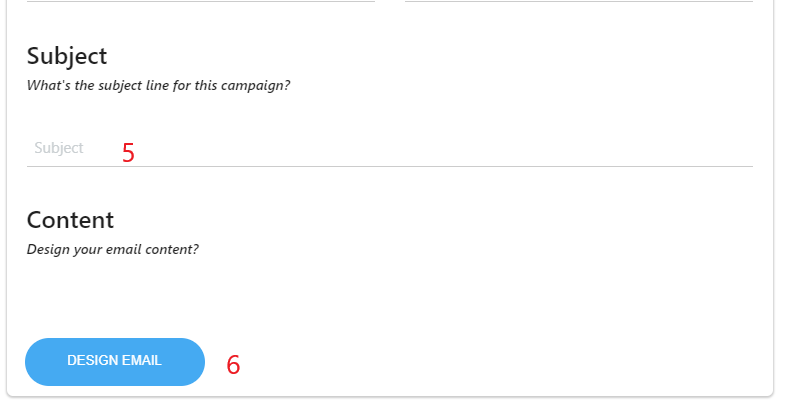 Subject
What's the subject line for this campaign?
Subject 5
Content
Design your email content?
DESIGN EMAIL 6